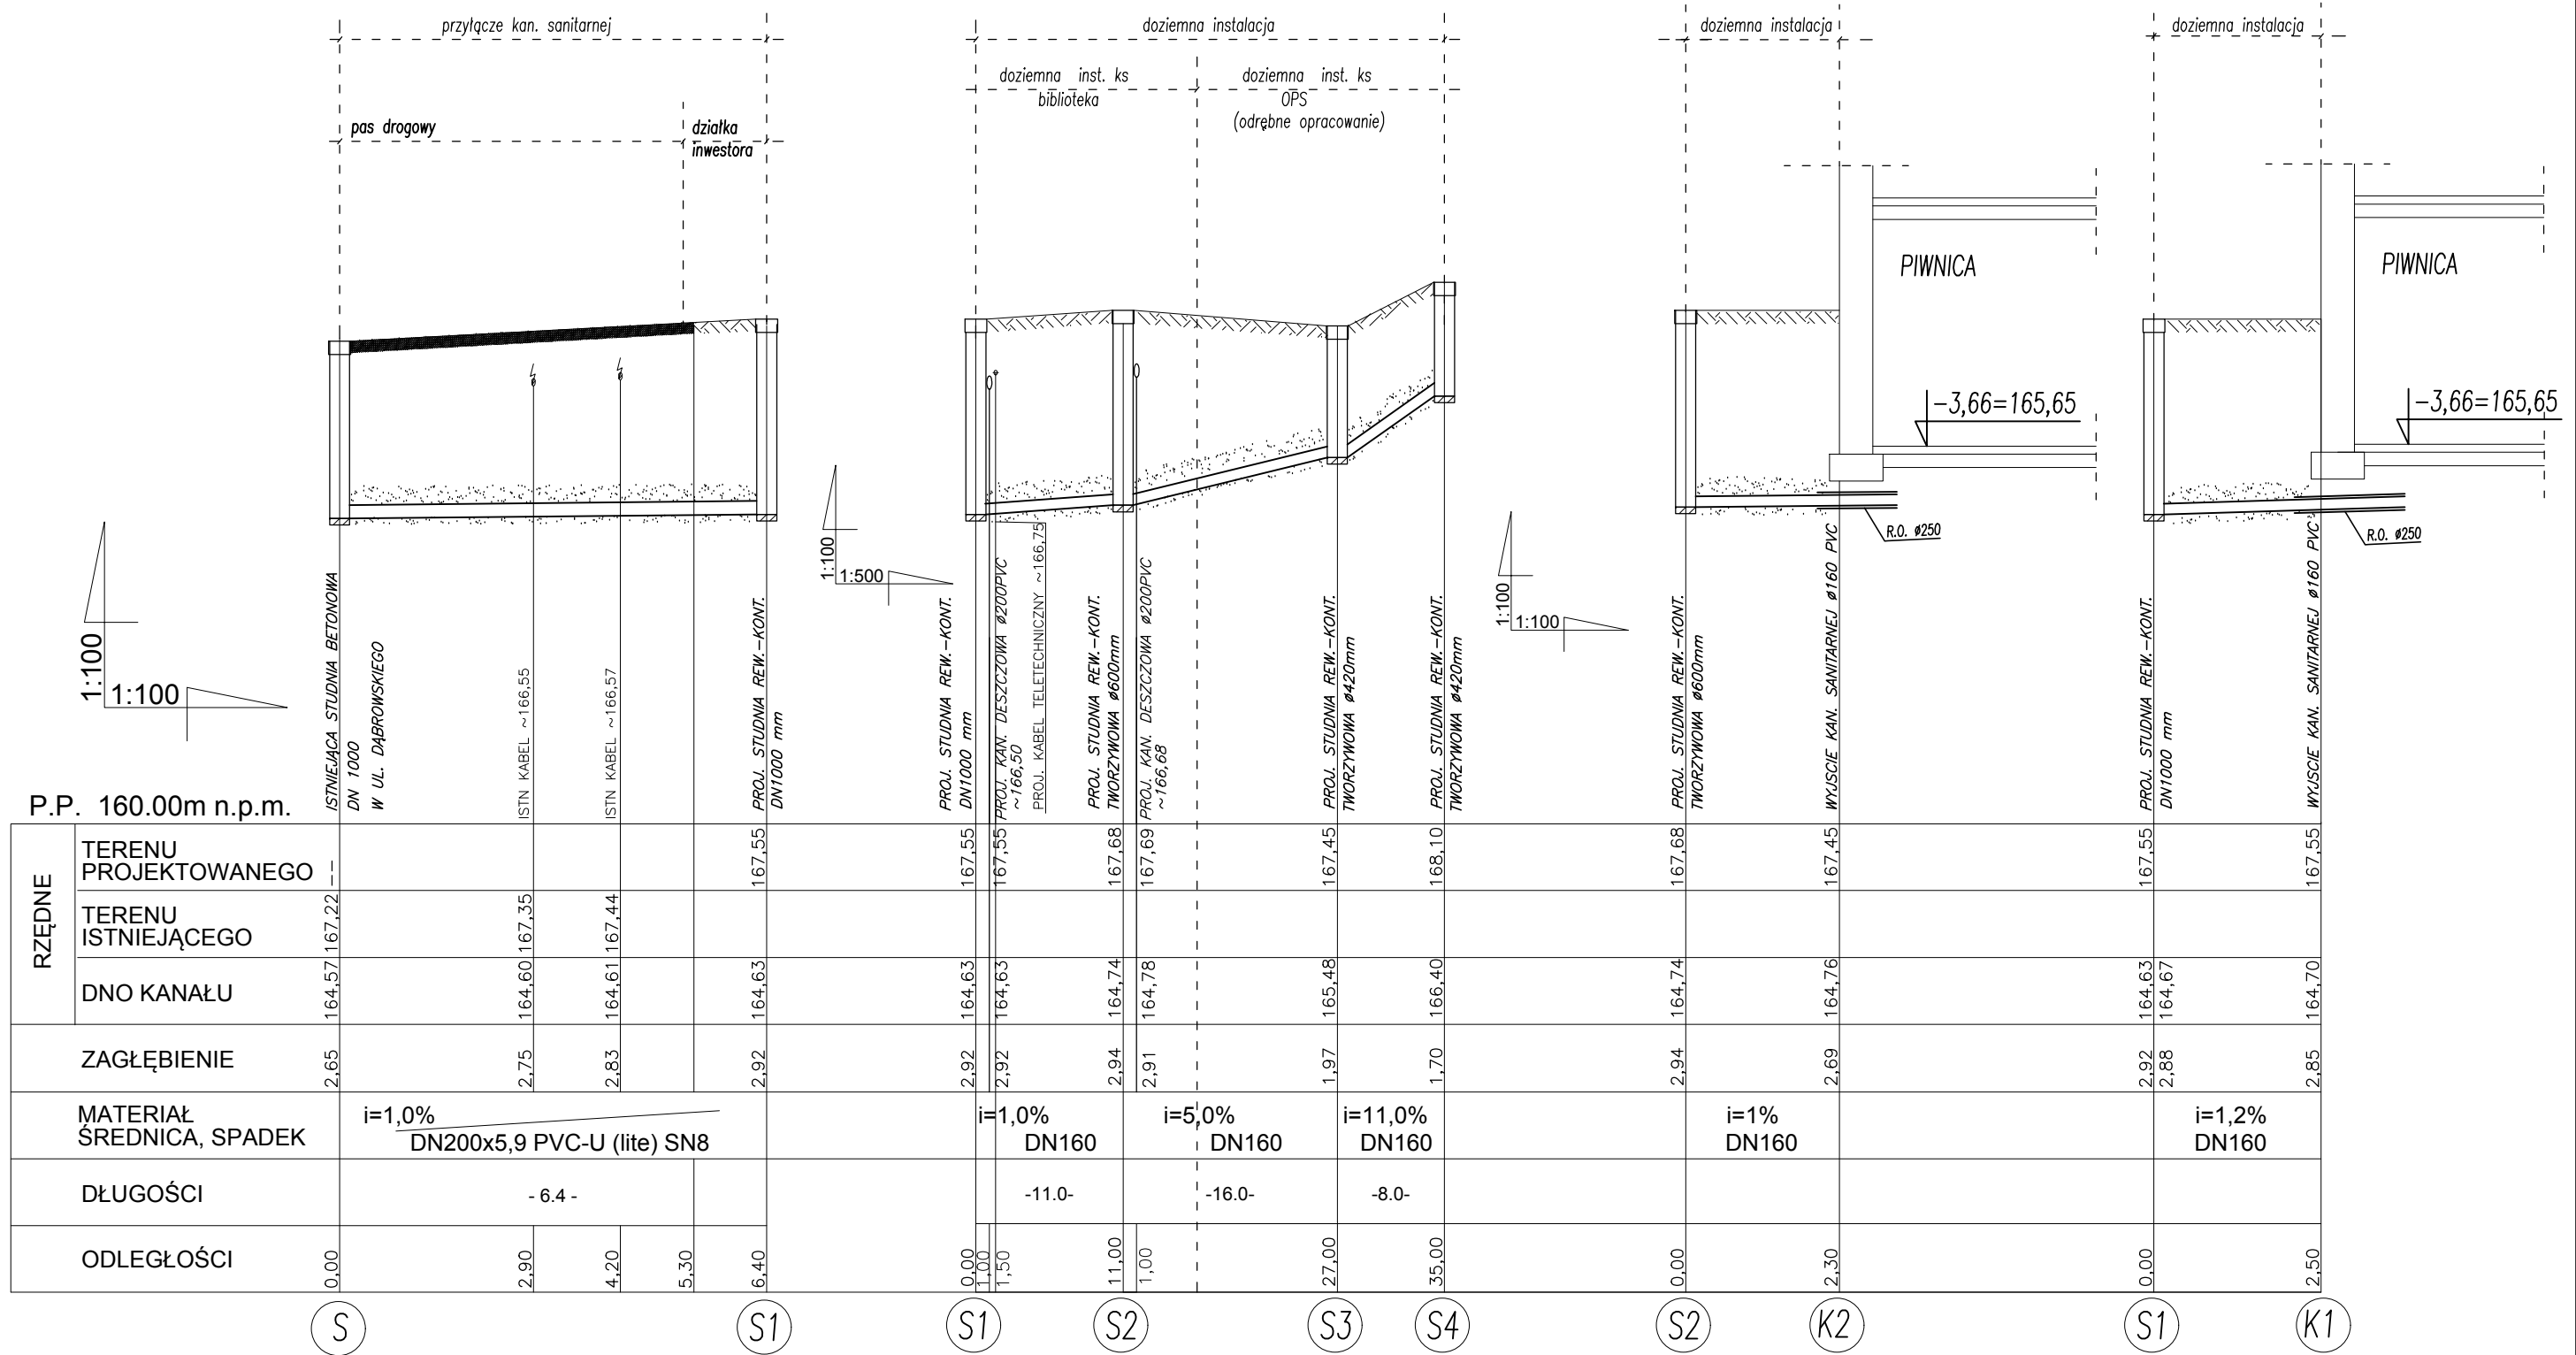 przyłącze kan. sanitarnej
doziemna instalacja
doziemna instalacja
doziemna instalacja
doziemna inst. ks
biblioteka
doziemna inst. ks
OPS
(odrębne opracowanie)
pas drogowy
działka
inwestora
PIWNICA
PIWNICA
-3,66=165,65
-3,66=165,65
R.O. ø250
R.O. ø250
1:100
1:100
1:100
1:500
1:100
1:100
ISTNIEJĄCA STUDNIA BETONOWA
DN 1000
W UL. DĄBROWSKIEGO
ISTN KABEL ~166,55
ISTN KABEL ~166,57
PROJ. STUDNIA REW.-KONT.
DN1000 mm
PROJ. STUDNIA REW.-KONT.
DN1000 mm
PROJ. KAN. DESZCZOWA ø200PVC
~166,50
PROJ. KABEL TELETECHNICZNY ~166,75
PROJ. STUDNIA REW.-KONT.
TWORZYWOWA ø600mm
PROJ. KAN. DESZCZOWA ø200PVC
~166,68
PROJ. STUDNIA REW.-KONT.
TWORZYWOWA ø420mm
PROJ. STUDNIA REW.-KONT.
TWORZYWOWA ø420mm
PROJ. STUDNIA REW.-KONT.
TWORZYWOWA ø600mm
WYJSCIE KAN. SANITARNEJ ø160 PVC
PROJ. STUDNIA REW.-KONT.
DN1000 mm
WYJSCIE KAN. SANITARNEJ ø160 PVC
P.P. 160.00m n.p.m.
RZĘDNE
TERENU
PROJEKTOWANEGO
-- 167,55 167,55 167,55 167,68 167,69 167,45 168,10 167,68 167,45 167,55 167,55
TERENU
ISTNIEJĄCEGO
167,22 167,35 167,44
DNO KANAŁU
164,57 164,60 164,61 164,63 164,63 164,63 164,74 164,78 165,48 166,40 164,74 164,76 164,63 164,67 164,70
ZAGŁĘBIENIE
2,65 2,75 2,83 2,92 2,92 2,92 2,94 2,91 1,97 1,70 2,94 2,69 2,92 2,88 2,85
MATERIAŁ
ŚREDNICA, SPADEK
i=1,0%
DN200x5,9 PVC-U (lite) SN8
i=1,0%
DN160
i=5,0%
DN160
i=11,0%
DN160
i=1%
DN160
i=1,2%
DN160
DŁUGOŚCI
- 6.4 - -11.0- -16.0- -8.0-
ODLEGŁOŚCI
0,00 2,90 4,20 5,30 6,40 0,00 1,00 1,50 11,00 1,00 27,00 35,00 0,00 2,30 0,00 2,50
S S1 S1 S2 S3 S4 S2 K2 S1 K1